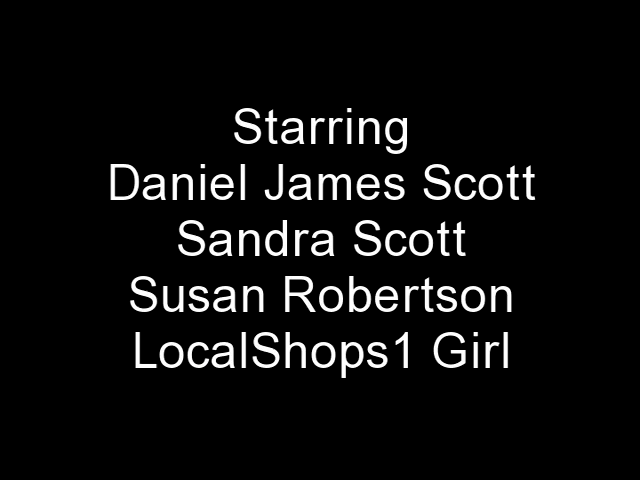 Starring
Daniel James Scott
Sandra Scott
Susan Robertson
LocalShops1 Girl